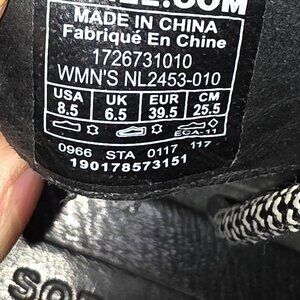 MADE IN CHINA
Fabriqué En Chine
1726731010
WMN'S NL2453-010
USA UK EUR CM
8.5 6.5 39.5 25.5
ECA-11
0966 STA 0117 117
190178573151
SO